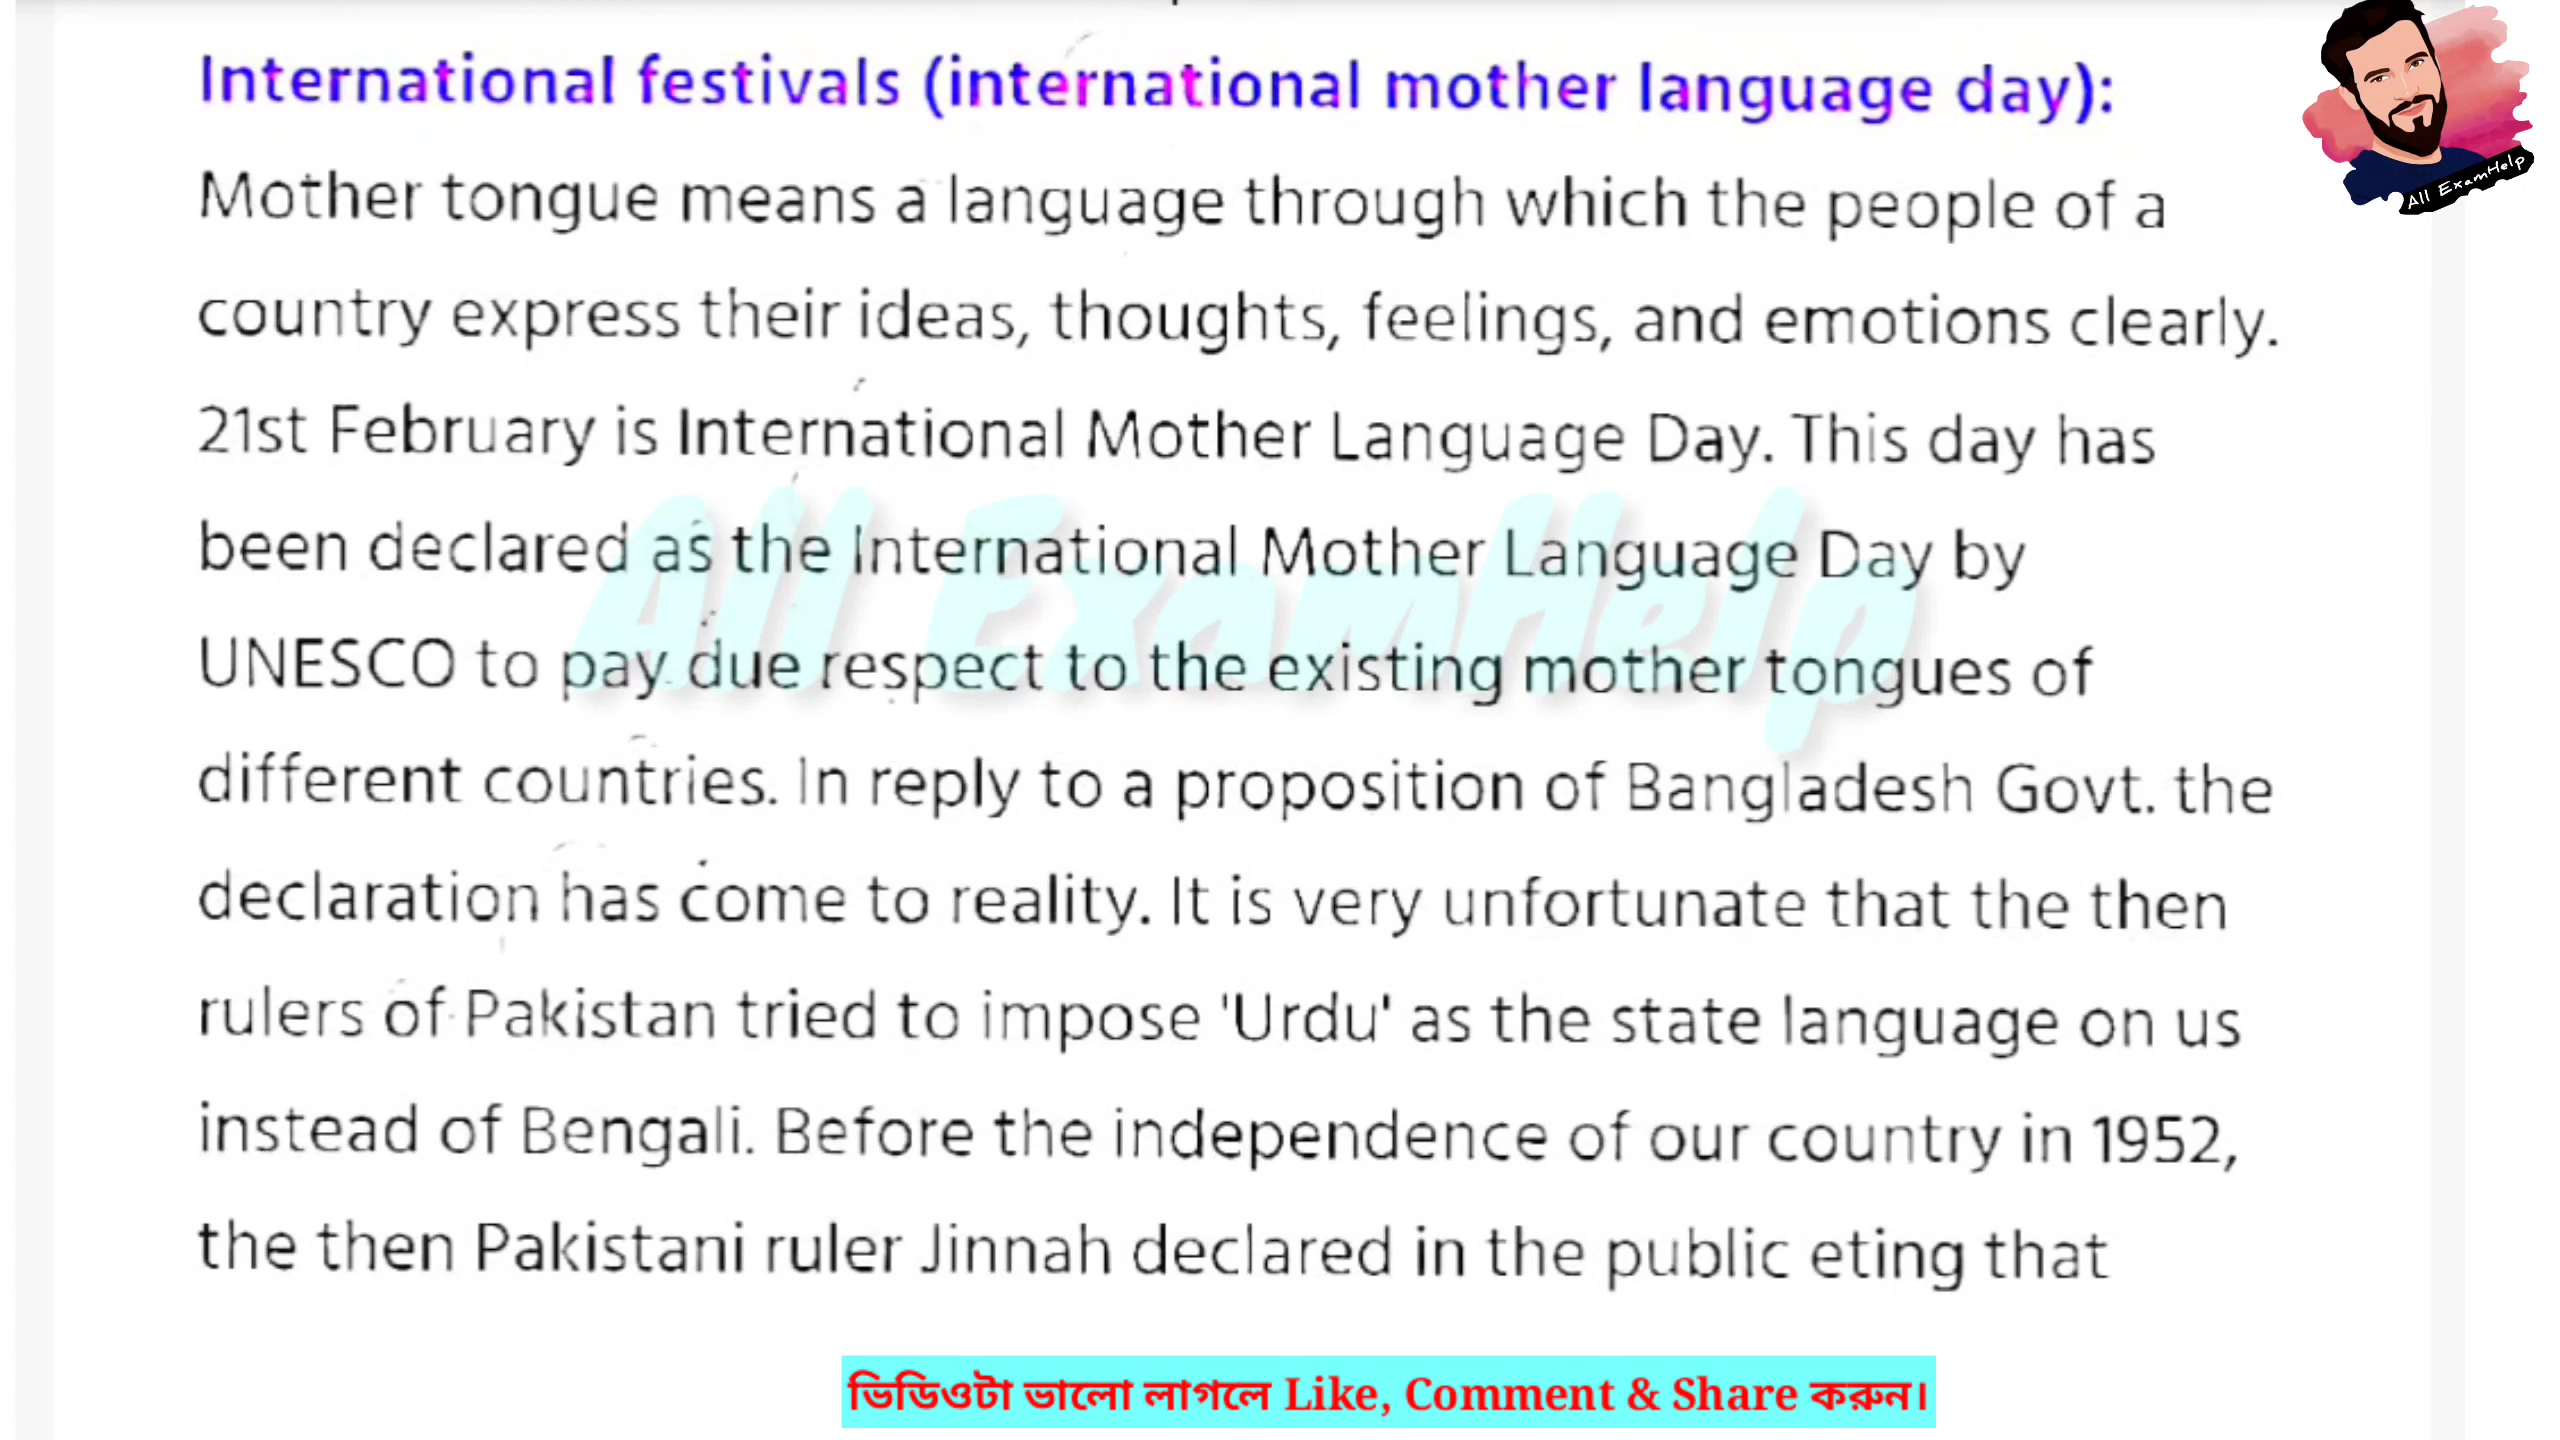 International festivals (international mother language day):
Mother tongue means a language through which the people of a
country express their ideas, thoughts, feelings, and emotions clearly.
21st February is International Mother Language Day. This day has
been declared as the International Mother Language Day by
UNESCO to pay due respect to the existing mother tongues of
different countries. In reply to a proposition of Bangladesh Govt. the
declaration has come to reality. It is very unfortunate that the then
rulers of Pakistan tried to impose 'Urdu' as the state language on us
instead of Bengali. Before the independence of our country in 1952,
the then Pakistani ruler Jinnah declared in the public eting that
All ExamHelp
All ExamHelp
ভিডিওটা ভালো লাগলে Like, Comment & Share করুন।